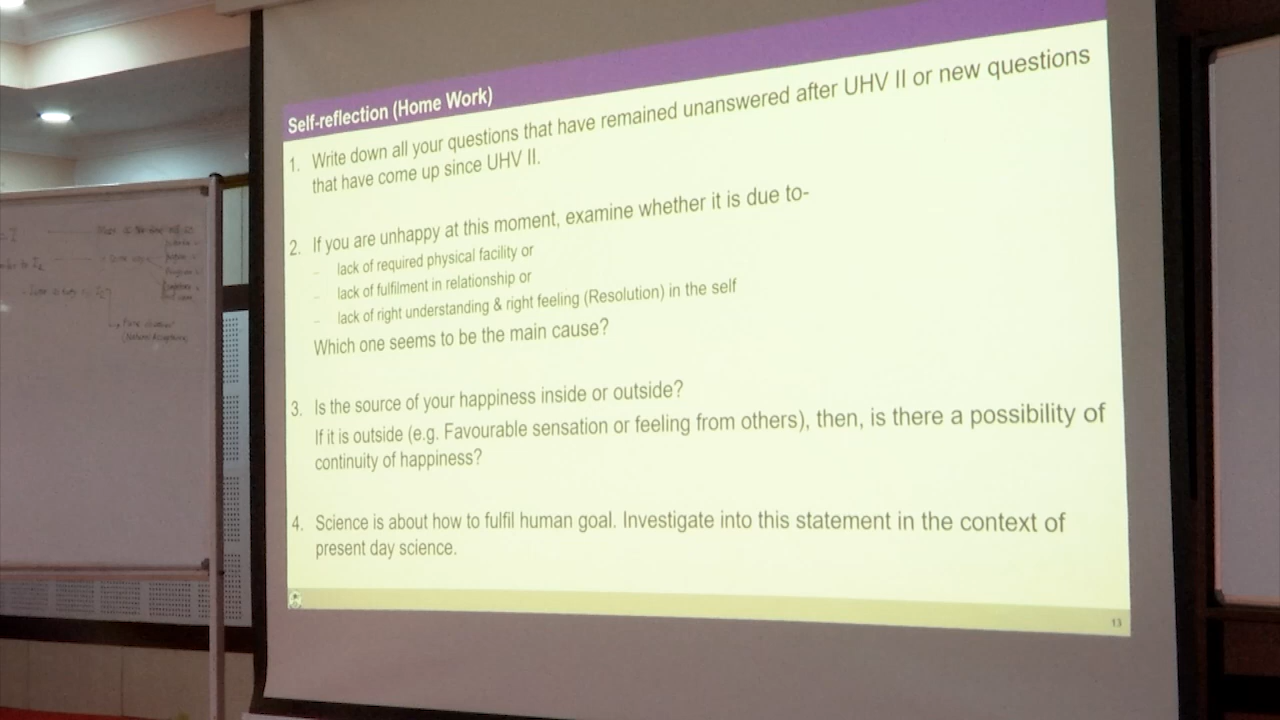 Self-reflection (Home Work)
1. Write down all your questions that have remained unanswered after UHV II or new questions
that have come up since UHV II.
2. If you are unhappy at this moment, examine whether it is due to-
– lack of required physical facility or
– lack of fulfilment in relationship or
– lack of right understanding & right feeling (Resolution) in the self
Which one seems to be the main cause?
3. Is the source of your happiness inside or outside?
If it is outside (e.g. Favourable sensation or feeling from others), then, is there a possibility of
continuity of happiness?
4. Science is about how to fulfil human goal. Investigate into this statement in the context of
present day science.
13